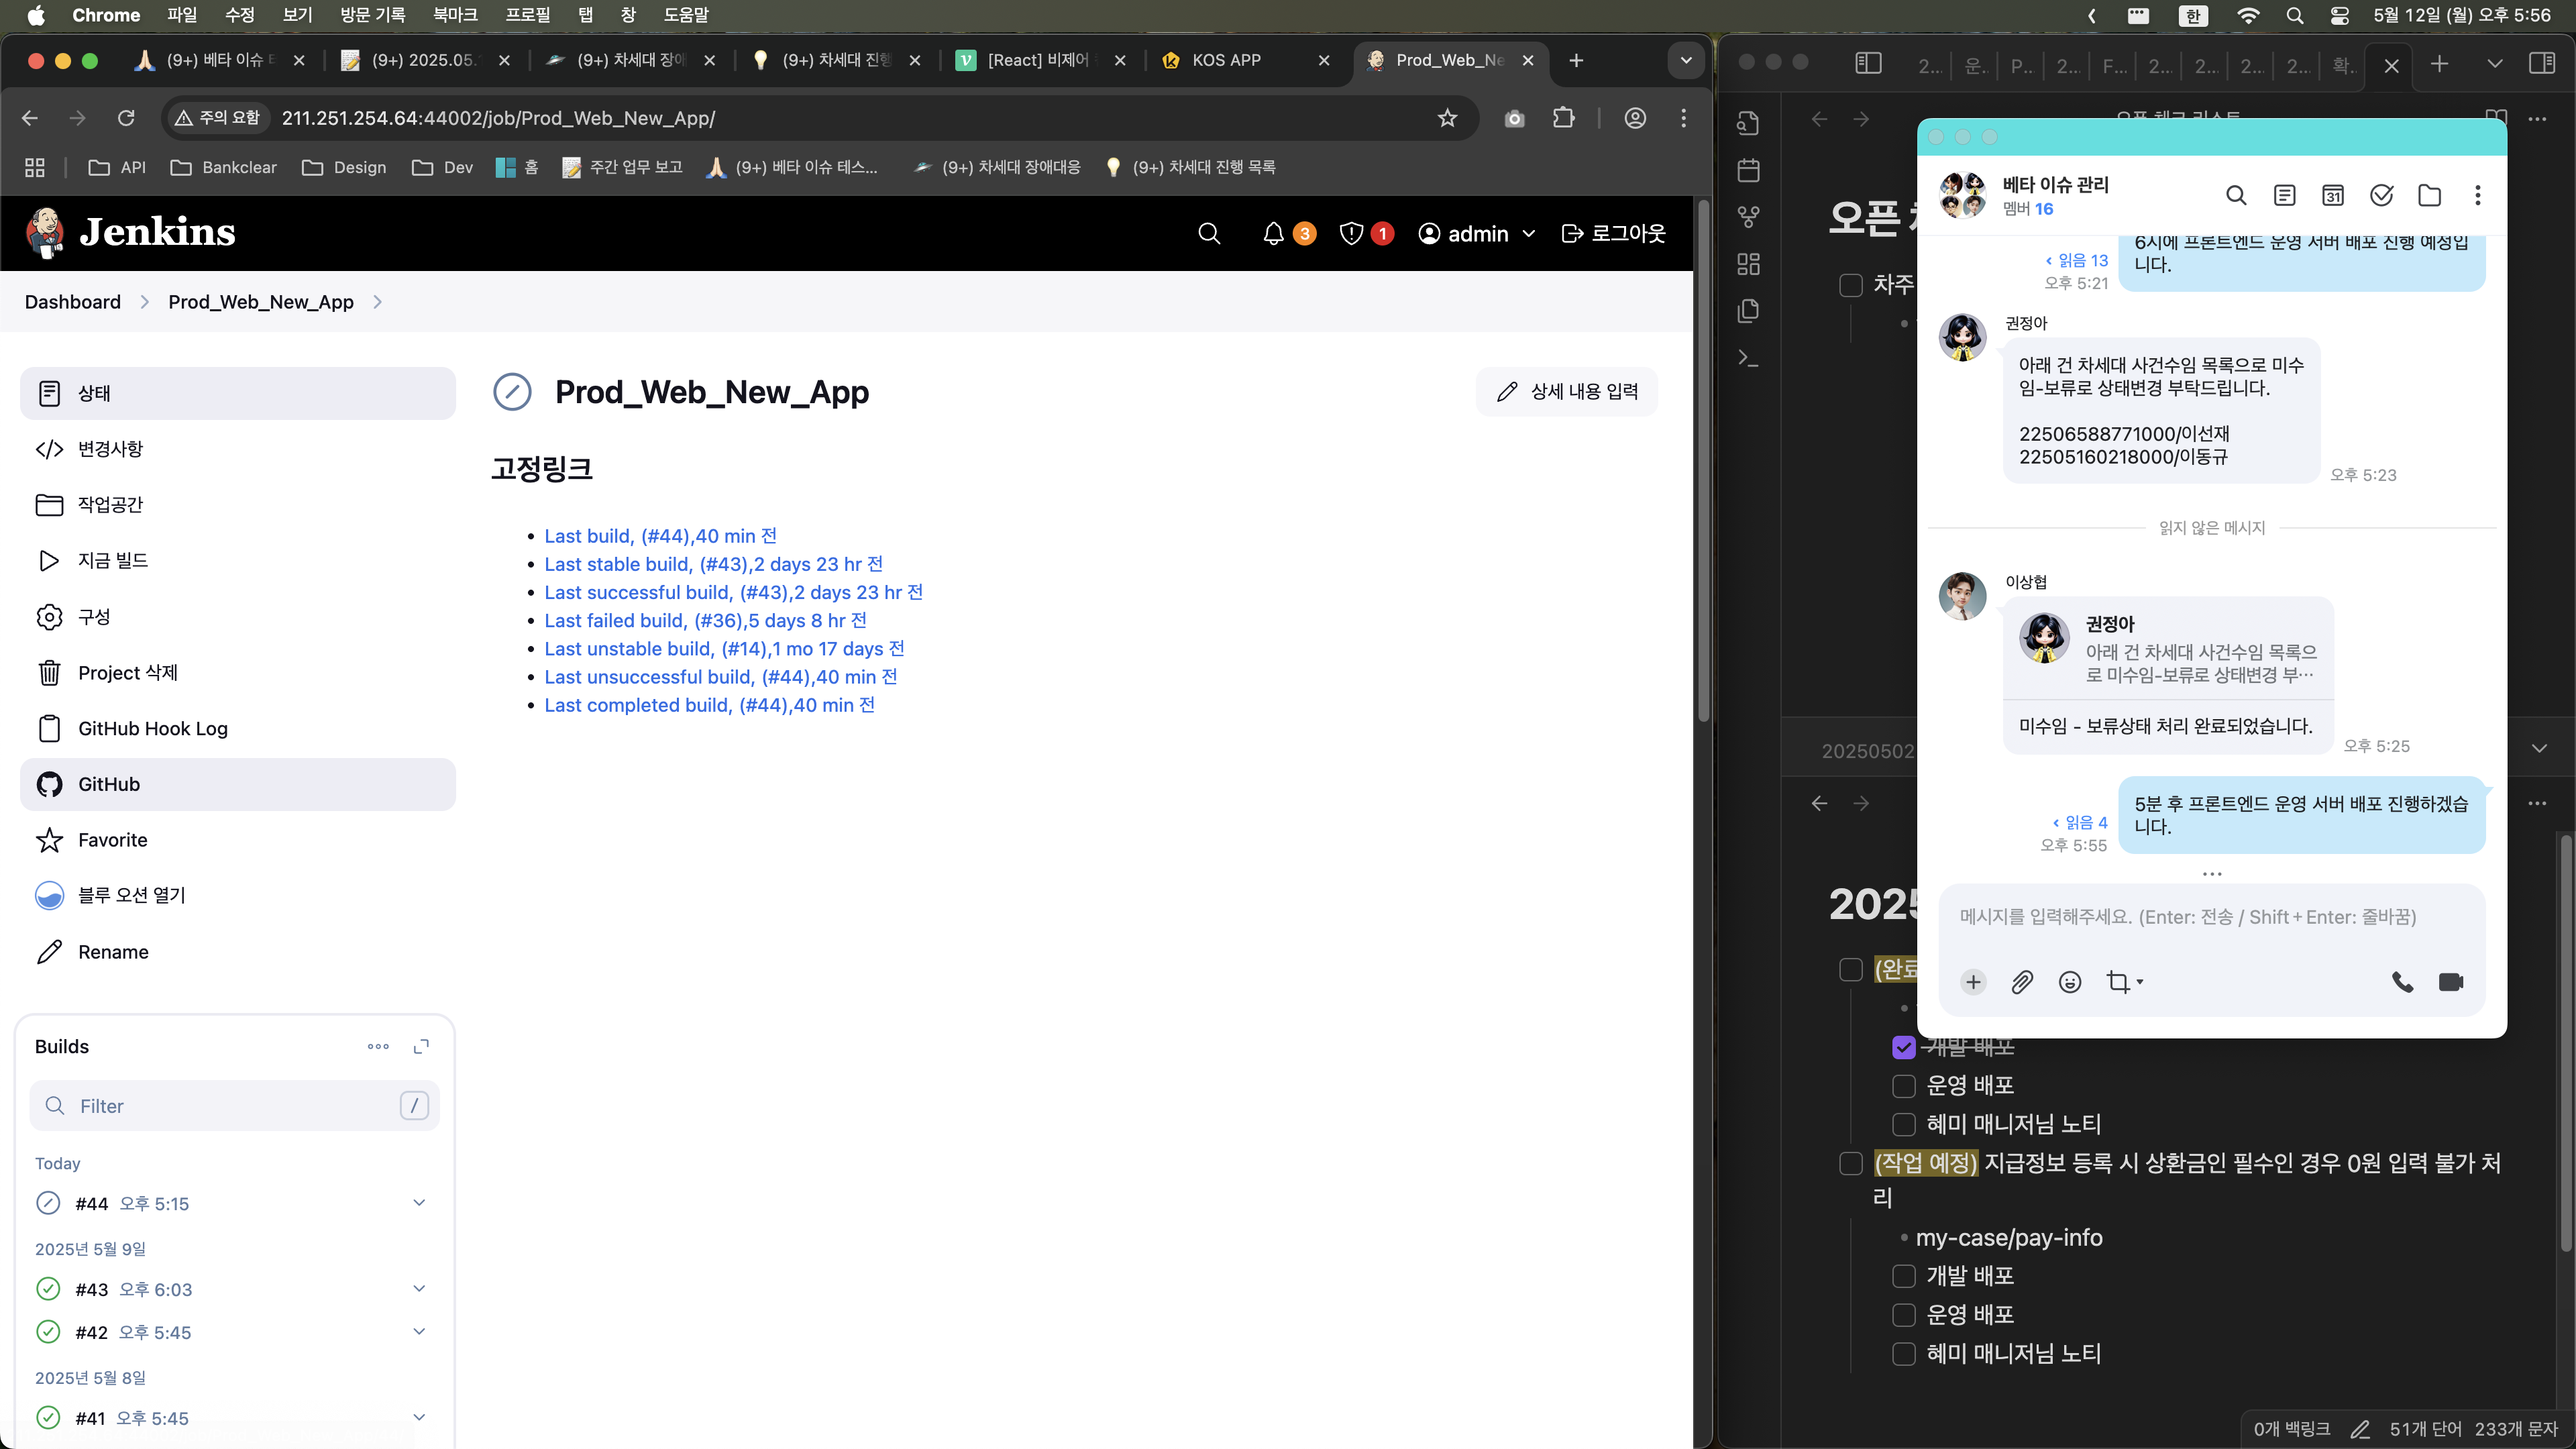 Chrome 파일 수정 보기 방문 기록 북마크 프로필 탭 창 도움말
한 5월 12일 (월) 오후 5:56
(9+) 베타 이슈 (9+) 2025.05. (9+) 차세대 장애 (9+) 차세대 진행 [React] 비제어 KOS APP Prod_Web_Ne
주의 요함 211.251.254.64:44002/job/Prod_Web_New_App/
API Bankclear Design Dev 홈 주간 업무 보고 (9+) 베타 이슈 테스... (9+) 차세대 장애대응 (9+) 차세대 진행 목록
Jenkins
3 1 admin 로그아웃
Dashboard Prod_Web_New_App
상태
변경사항
작업공간
지금 빌드
구성
Project 삭제
GitHub Hook Log
GitHub
Favorite
블루 오션 열기
Rename
Builds
Filter /
Today
#44 오후 5:15
2025년 5월 9일
#43 오후 6:03
#42 오후 5:45
2025년 5월 8일
#41 오후 5:45
Prod_Web_New_App
상세 내용 입력
고정링크
Last build, (#44),40 min 전
Last stable build, (#43),2 days 23 hr 전
Last successful build, (#43),2 days 23 hr 전
Last failed build, (#36),5 days 8 hr 전
Last unstable build, (#14),1 mo 17 days 전
Last unsuccessful build, (#44),40 min 전
Last completed build, (#44),40 min 전
2... 운.. P... 2... F... 2... 2... 2... 2... 확..
오픈
차주
베타 이슈 관리
멤버 16
31
6시에 프론트엔드 운영 서버 배포 진행 예정입
니다.
읽음 13
오후 5:21
권정아
아래 건 차세대 사건수임 목록으로 미수
임-보류로 상태변경 부탁드립니다.
22506588771000/이선재
22505160218000/이동규
오후 5:23
읽지 않은 메시지
이상협
권정아
아래 건 차세대 사건수임 목록으
로 미수임-보류로 상태변경 부···
미수임 - 보류상태 처리 완료되었습니다.
오후 5:25
5분 후 프론트엔드 운영 서버 배포 진행하겠습
니다.
읽음 4
오후 5:55
메시지를 입력해주세요. (Enter: 전송 / Shift+Enter: 줄바꿈)
20250502
2025
(완료
개발 배포
운영 배포
혜미 매니저님 노티
(작업 예정) 지급정보 등록 시 상환금인 필수인 경우 0원 입력 불가 처
리
my-case/pay-info
개발 배포
운영 배포
혜미 매니저님 노티
0개 백링크 51개 단어 233개 문자